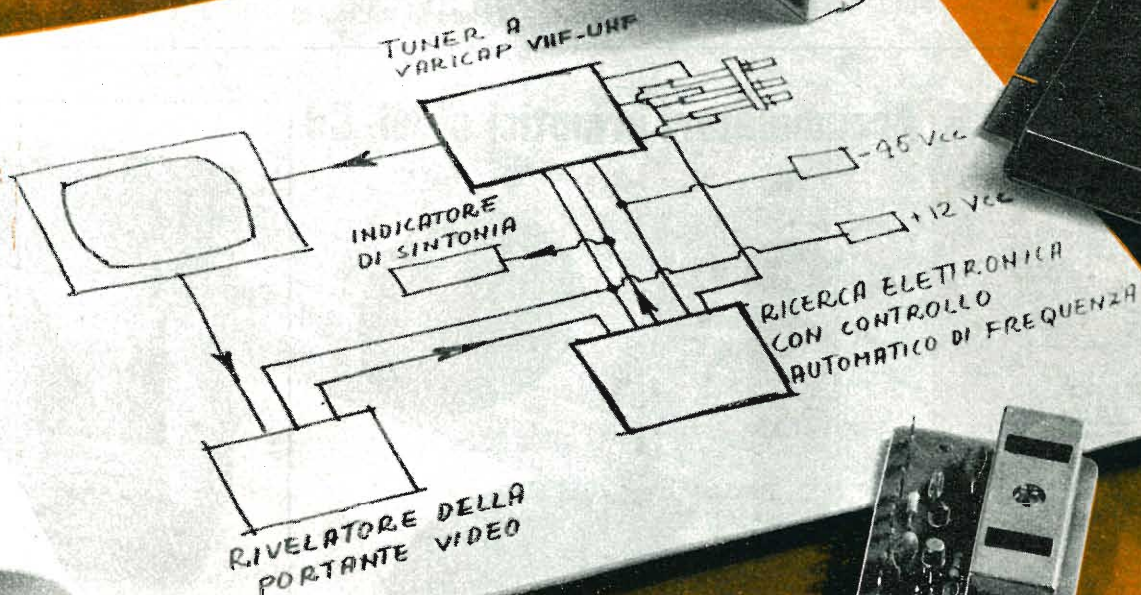 TUNER A
VARICAP VHF-UHF
- 45 Vcc
+ 12 Vcc
INDICATORE
DI SINTONIA
RICERCA ELETTRONICA
CON CONTROLLO
AUTOMATICO DI FREQUENZA
RIVELATORE DELLA
PORTANTE VIDEO